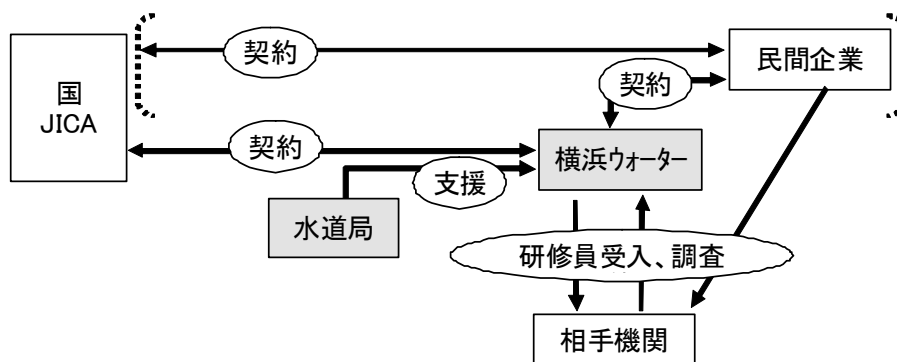 契約
民間企業
国
JICA
契約
契約
横浜ウォーター
支援
水道局
研修員受入、調査
相手機関